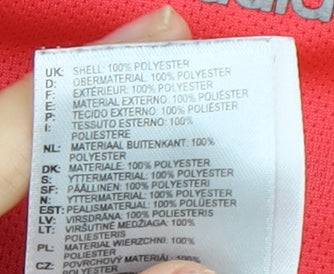 UK: SHELL: 100% POLYESTER
D: OBERMATERIAL: 100% POLYESTER
F: EXTÉRIEUR: 100% POLYESTER
E: MATERIAL EXTERNO: 100% POLIÉSTER
P: TECIDO EXTERNO: 100% POLIÉSTER
I: TESSUTO ESTERNO: 100%
POLIESTERE
NL: MATERIAAL BUITENKANT: 100%
POLYESTER
DK: MATERIALE: 100% POLYESTER
S: YTTERMATERIAL: 100% POLYESTER
SF: PÄÄLLINEN: 100% POLYESTERI
N: YTTERMATERIAL: 100% POLYESTER
EST: PEALISMATERJAL: 100% POLÜESTER
LV: VIRSDRĀNA: 100% POLIESTERIS
LT: VIRŠUTINĖ MEDŽIAGA: 100%
POLIESTERIS
PL: MATERIAŁ WIERZCHNI: 100%
POLIESTER
CZ: POVRCHOVÝ MATERIÁL: 100%
POLYESTER